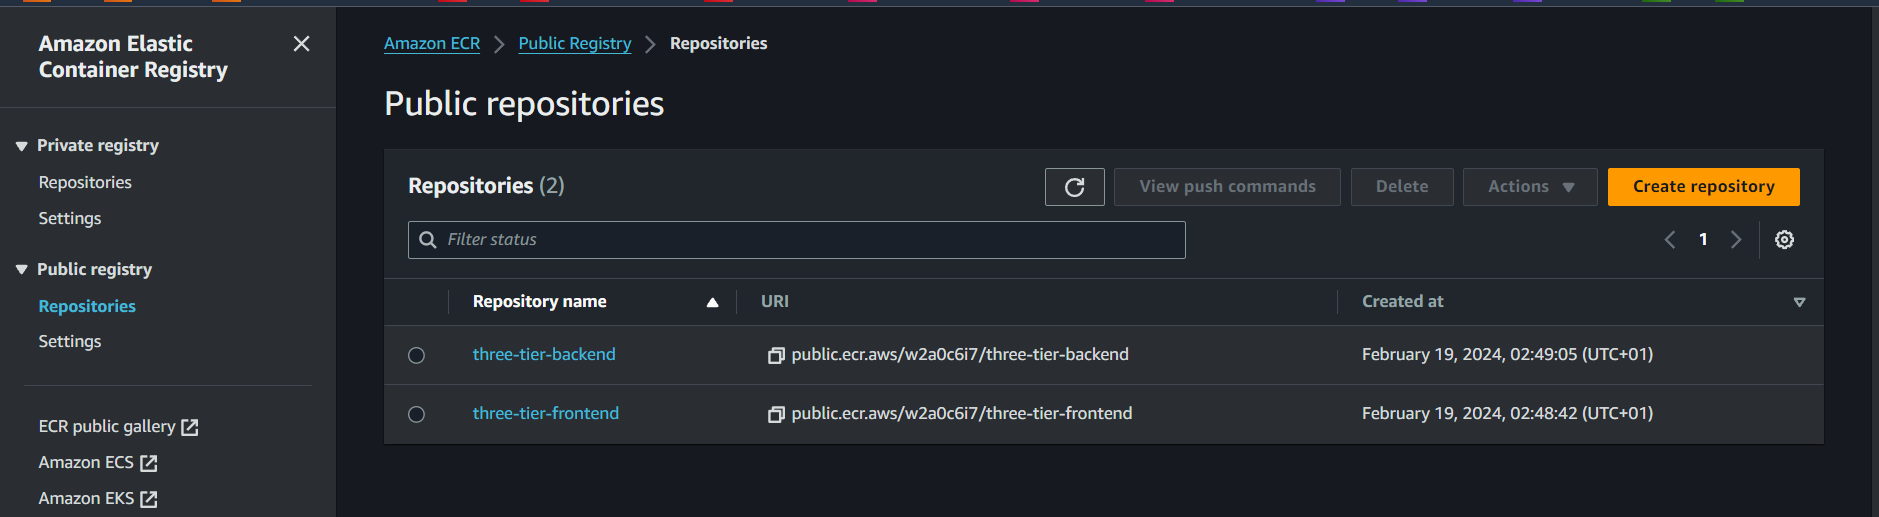 Amazon Elastic
Container Registry
Private registry
Repositories
Settings
Public registry
Repositories
Settings
ECR public gallery
Amazon ECS
Amazon EKS
Amazon ECR > Public Registry > Repositories
Public repositories
Repositories (2)
View push commands
Delete
Actions
Create repository
Filter status
1
Repository name URI Created at
three-tier-backend public.ecr.aws/w2a0c6i7/three-tier-backend February 19, 2024, 02:49:05 (UTC+01)
three-tier-frontend public.ecr.aws/w2a0c6i7/three-tier-frontend February 19, 2024, 02:48:42 (UTC+01)